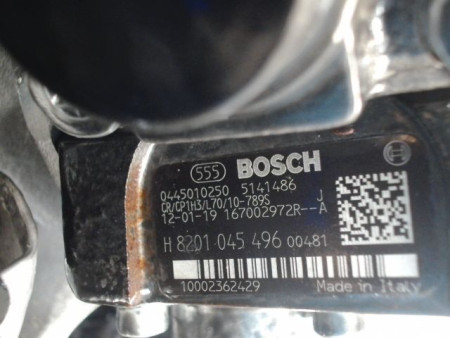 555 BOSCH
0445010250 5141486
CR/CP1H3/L70/10-789S J
12-01-19 167002972R--A
H 8201 045 496 00481
10002362429 Made in Italy